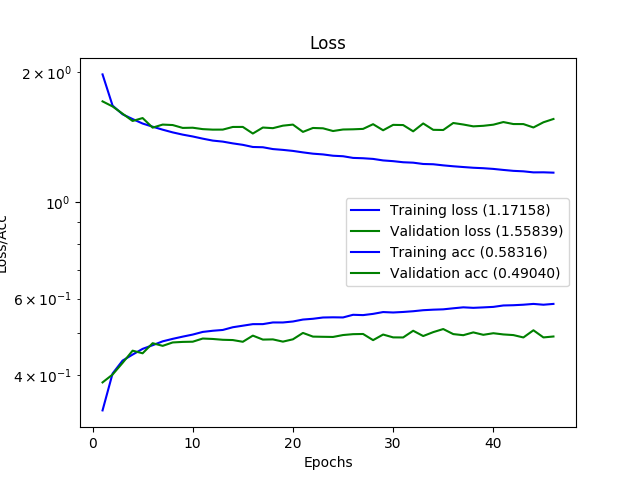 Loss
2 × 10⁰
10⁰
6 × 10⁻¹
4 × 10⁻¹
Loss/Acc
Training loss (1.17158)
Validation loss (1.55839)
Training acc (0.58316)
Validation acc (0.49040)
0 10 20 30 40
Epochs